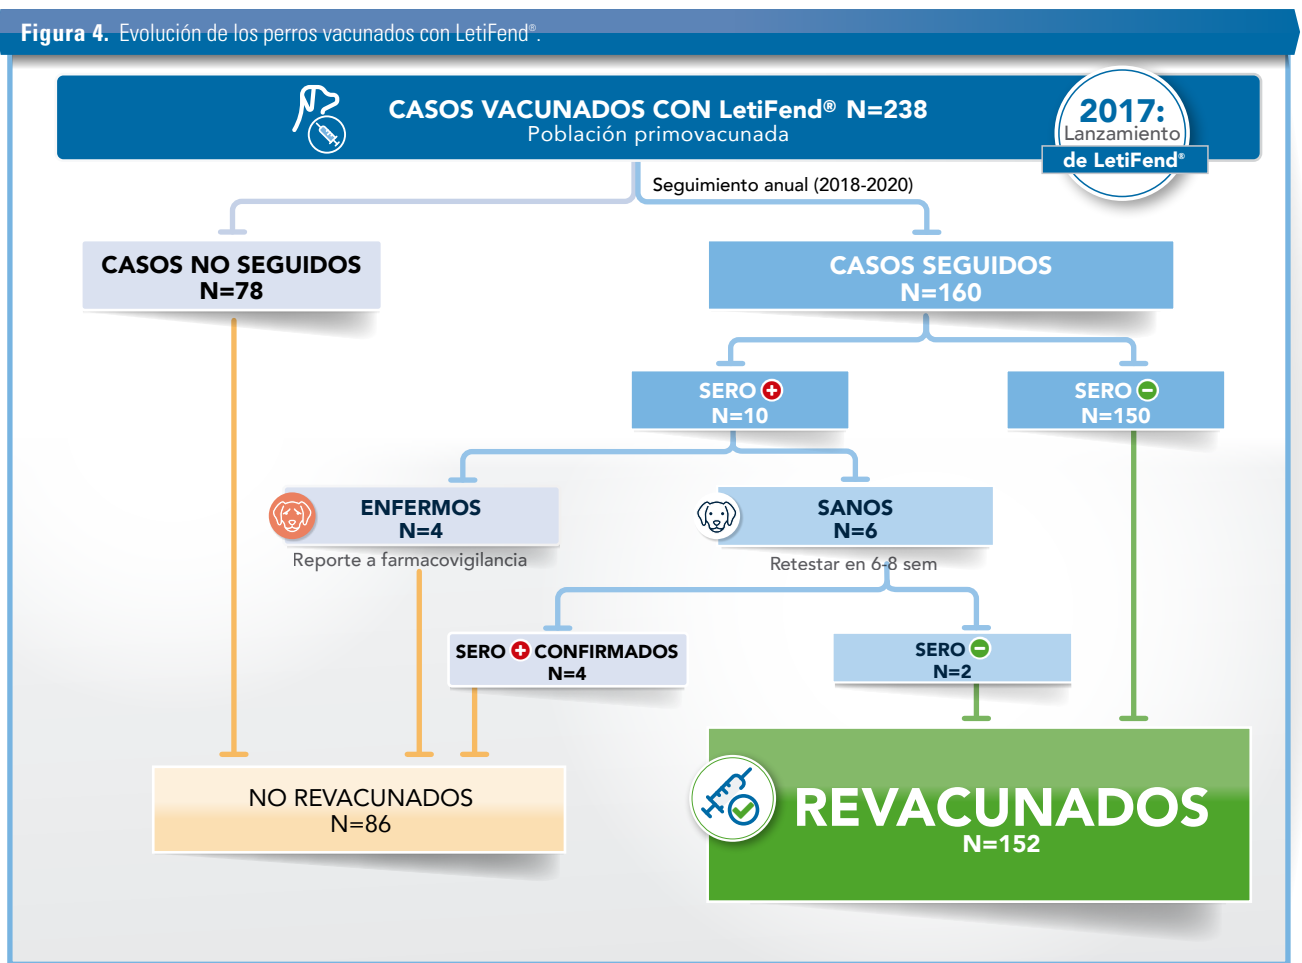 Figura 4. Evolución de los perros vacunados con LetiFend®.
CASOS VACUNADOS CON LetiFend® N=238
Población primovacunada
2017:
Lanzamiento
de LetiFend®
Seguimiento anual (2018-2020)
CASOS NO SEGUIDOS
N=78
CASOS SEGUIDOS
N=160
SERO +
N=10
SERO −
N=150
ENFERMOS
N=4
Reporte a farmacovigilancia
SANOS
N=6
Retestar en 6-8 sem
SERO + CONFIRMADOS
N=4
SERO −
N=2
NO REVACUNADOS
N=86
REVACUNADOS
N=152